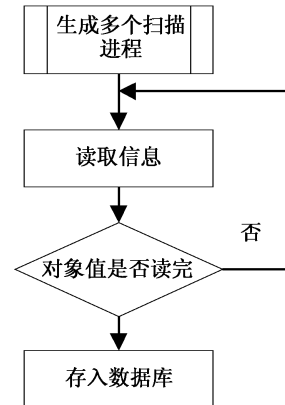 生成多个扫描
进程
读取信息
否
对象值是否读完
存入数据库